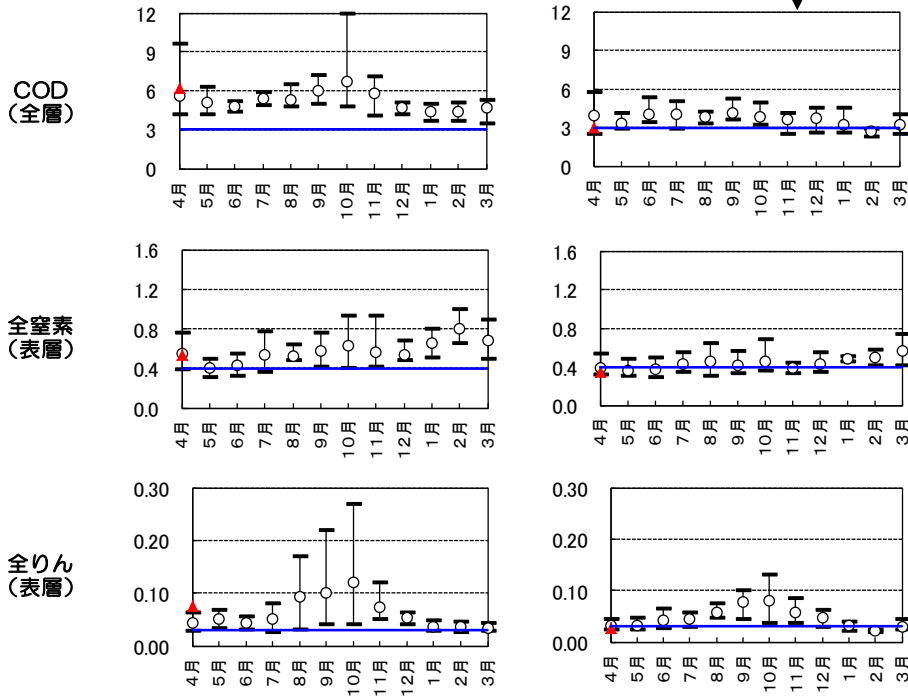 COD
(全層)
12
9
6
3
0
4月
5月
6月
7月
8月
9月
10月
11月
12月
1月
2月
3月
12
9
6
3
0
4月
5月
6月
7月
8月
9月
10月
11月
12月
1月
2月
3月
全窒素
(表層)
1.6
1.2
0.8
0.4
0.0
4月
5月
6月
7月
8月
9月
10月
11月
12月
1月
2月
3月
1.6
1.2
0.8
0.4
0.0
4月
5月
6月
7月
8月
9月
10月
11月
12月
1月
2月
3月
全りん
(表層)
0.30
0.20
0.10
0.00
4月
5月
6月
7月
8月
9月
10月
11月
12月
1月
2月
3月
0.30
0.20
0.10
0.00
4月
5月
6月
7月
8月
9月
10月
11月
12月
1月
2月
3月